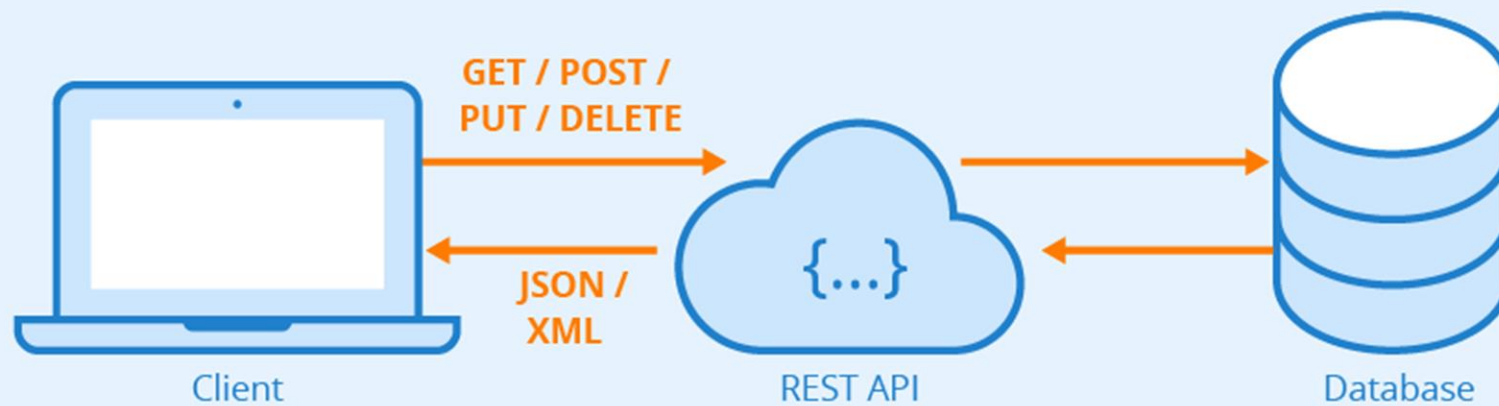 GET / POST /
PUT / DELETE
{...}
JSON /
XML
Client
REST API
Database